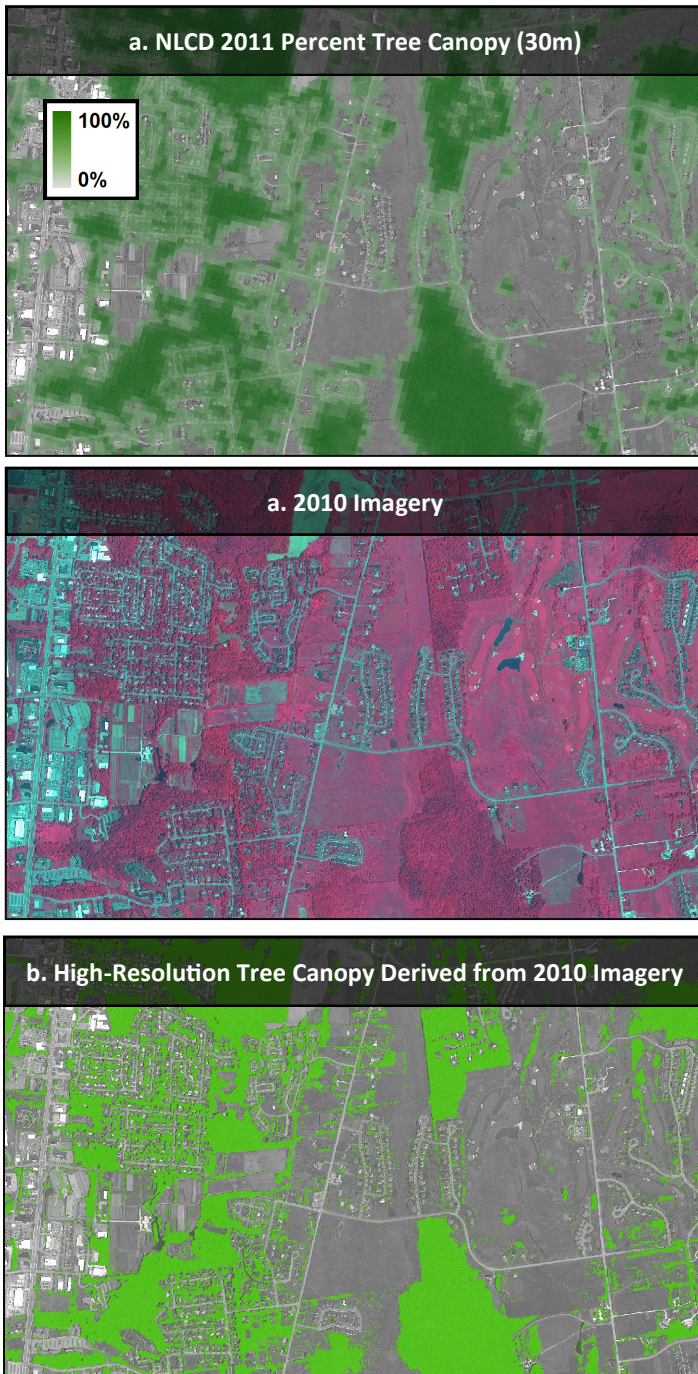 a. NLCD 2011 Percent Tree Canopy (30m)
100%
0%
a. 2010 Imagery
b. High-Resolution Tree Canopy Derived from 2010 Imagery